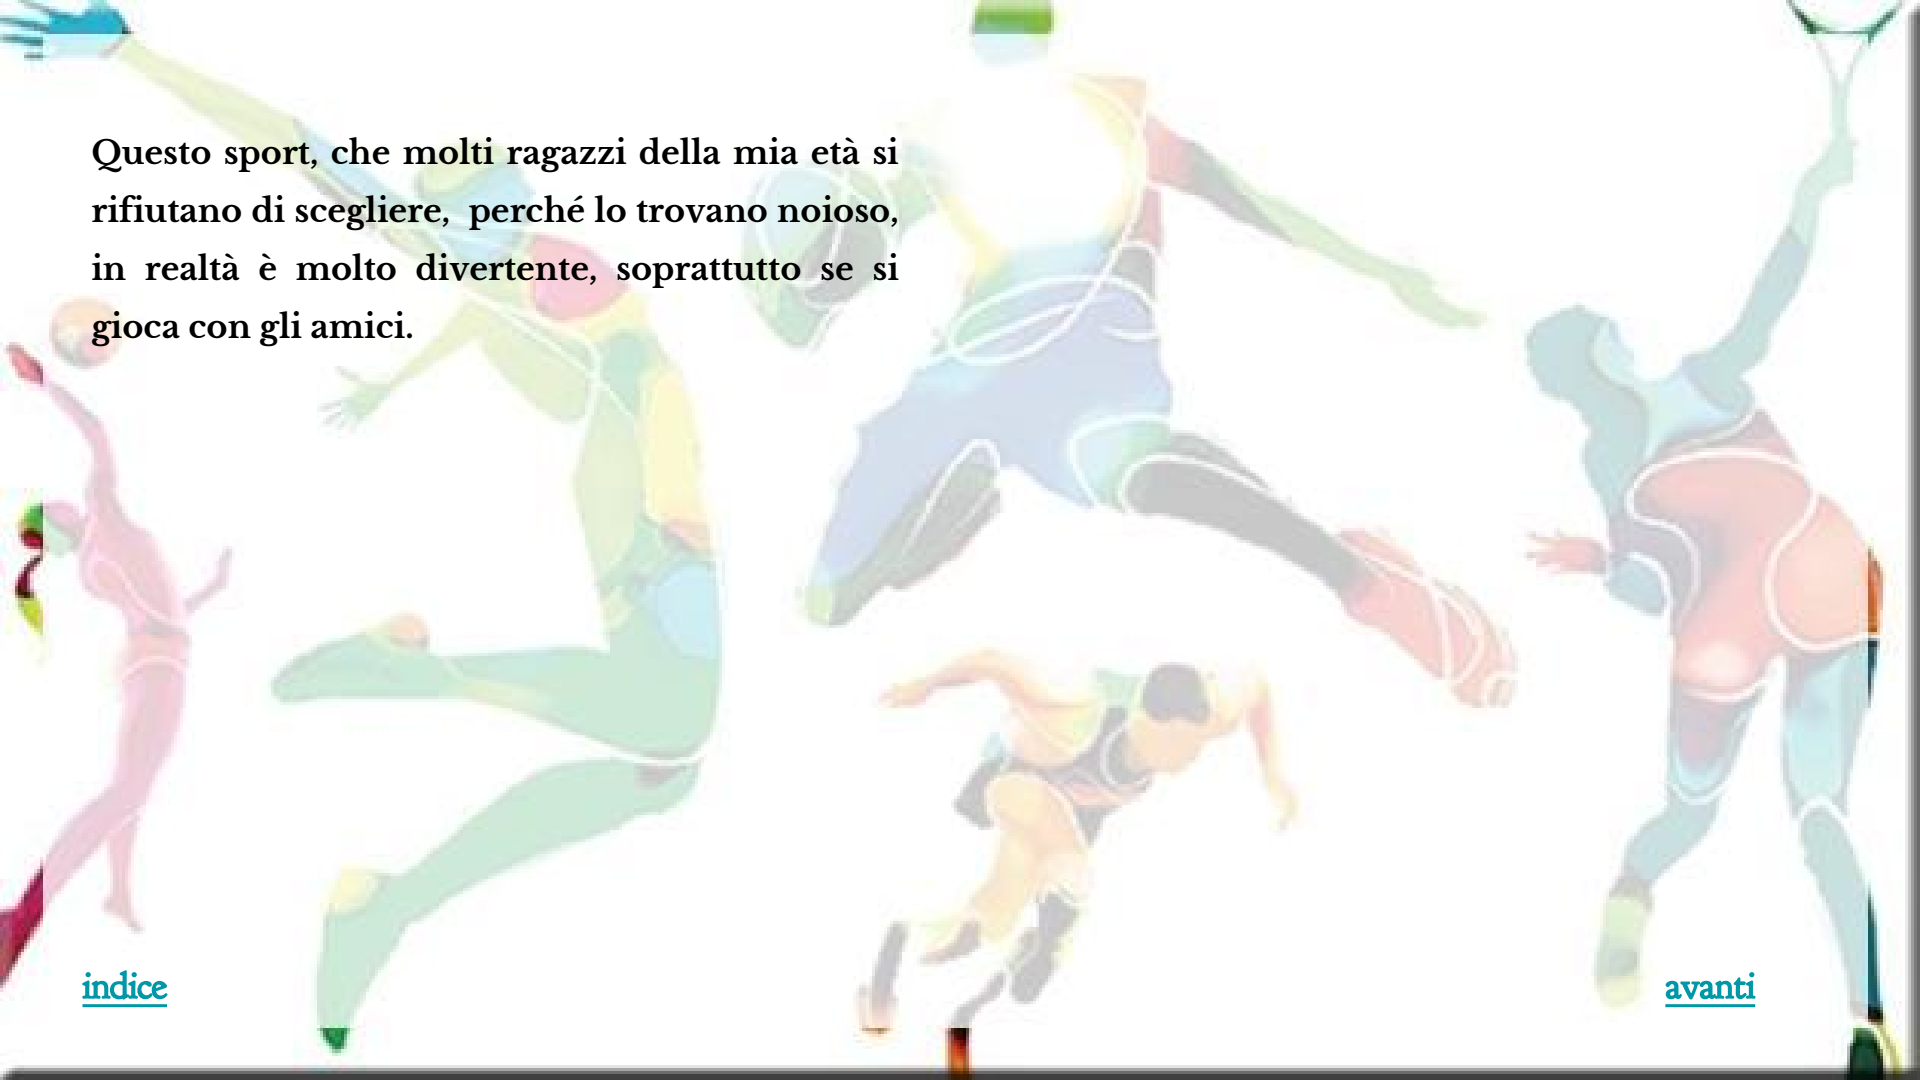 Questo sport, che molti ragazzi della mia età si
rifiutano di scegliere,  perché lo trovano noioso,
in realtà è molto divertente, soprattutto se si
gioca con gli amici.
indice
avanti